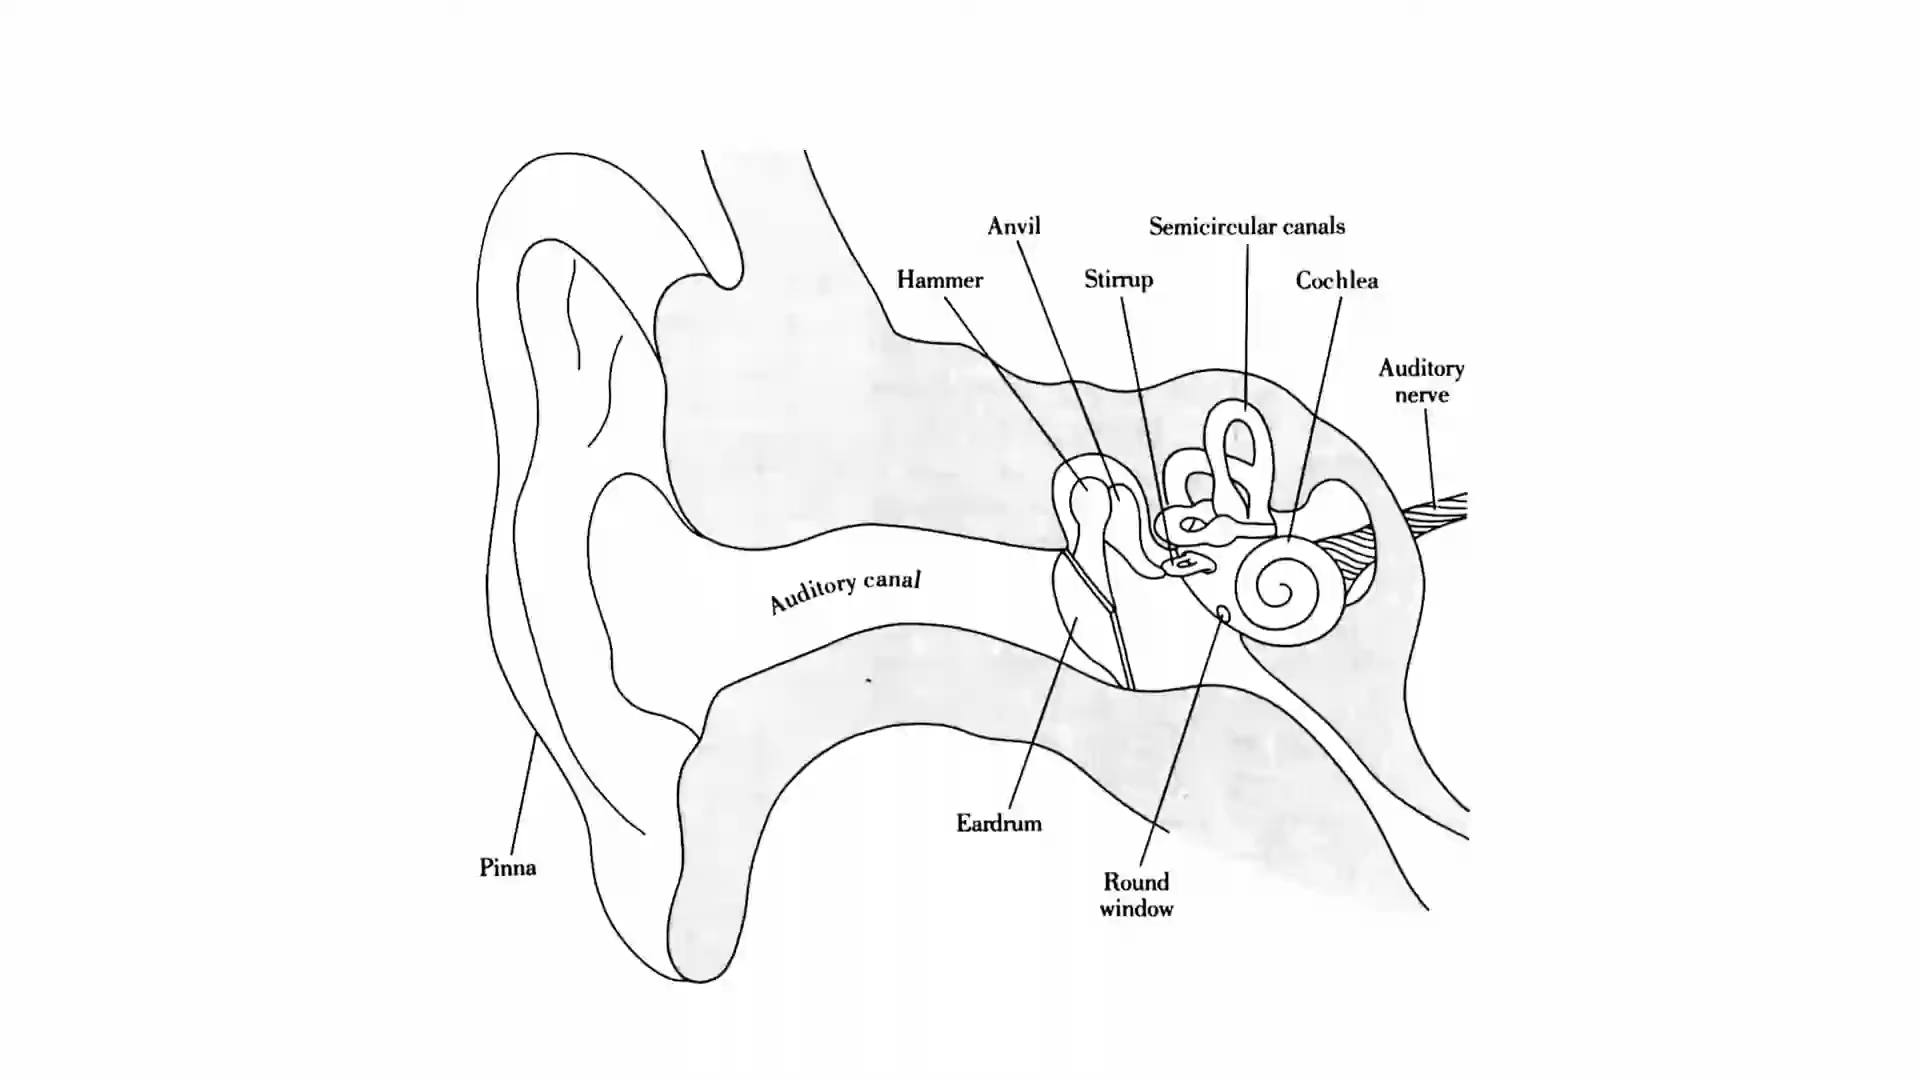 Anvil
Semicircular canals
Hammer
Stirrup
Cochlea
Auditory
nerve
Auditory canal
Eardrum
Pinna
Round
window